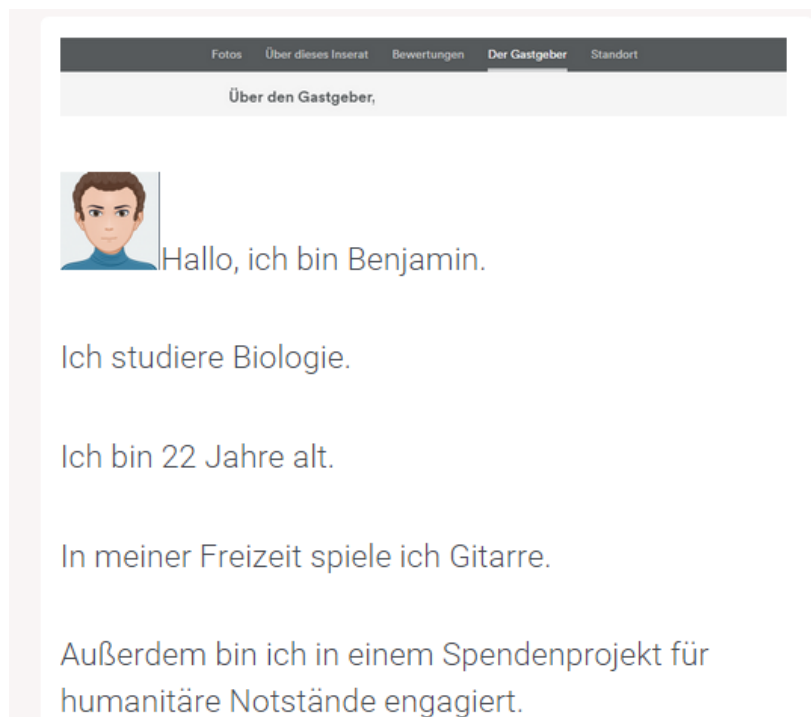 Fotos Über dieses Inserat Bewertungen Der Gastgeber Standort
Über den Gastgeber,
Hallo, ich bin Benjamin.
Ich studiere Biologie.
Ich bin 22 Jahre alt.
In meiner Freizeit spiele ich Gitarre.
Außerdem bin ich in einem Spendenprojekt für
humanitäre Notstände engagiert.